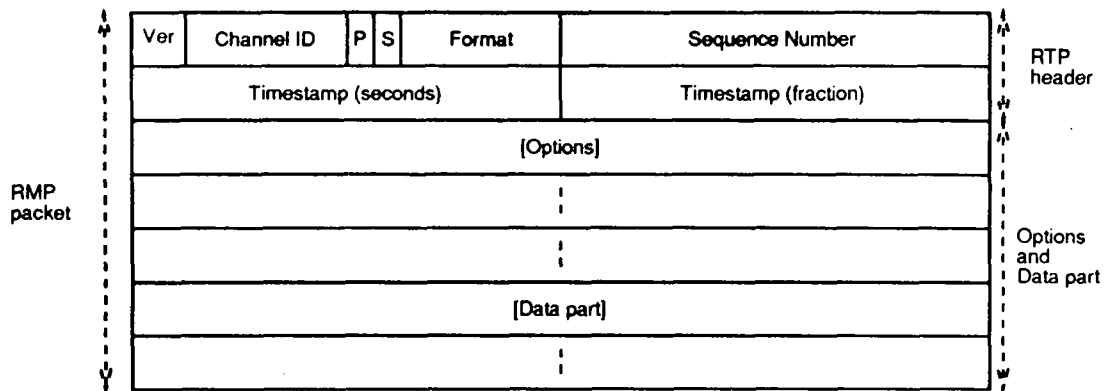 Ver Channel ID P S Format Sequence Number
RTP
header
Timestamp (seconds) Timestamp (fraction)
[Options]
RMP
packet
Options
and
Data part
[Data part]